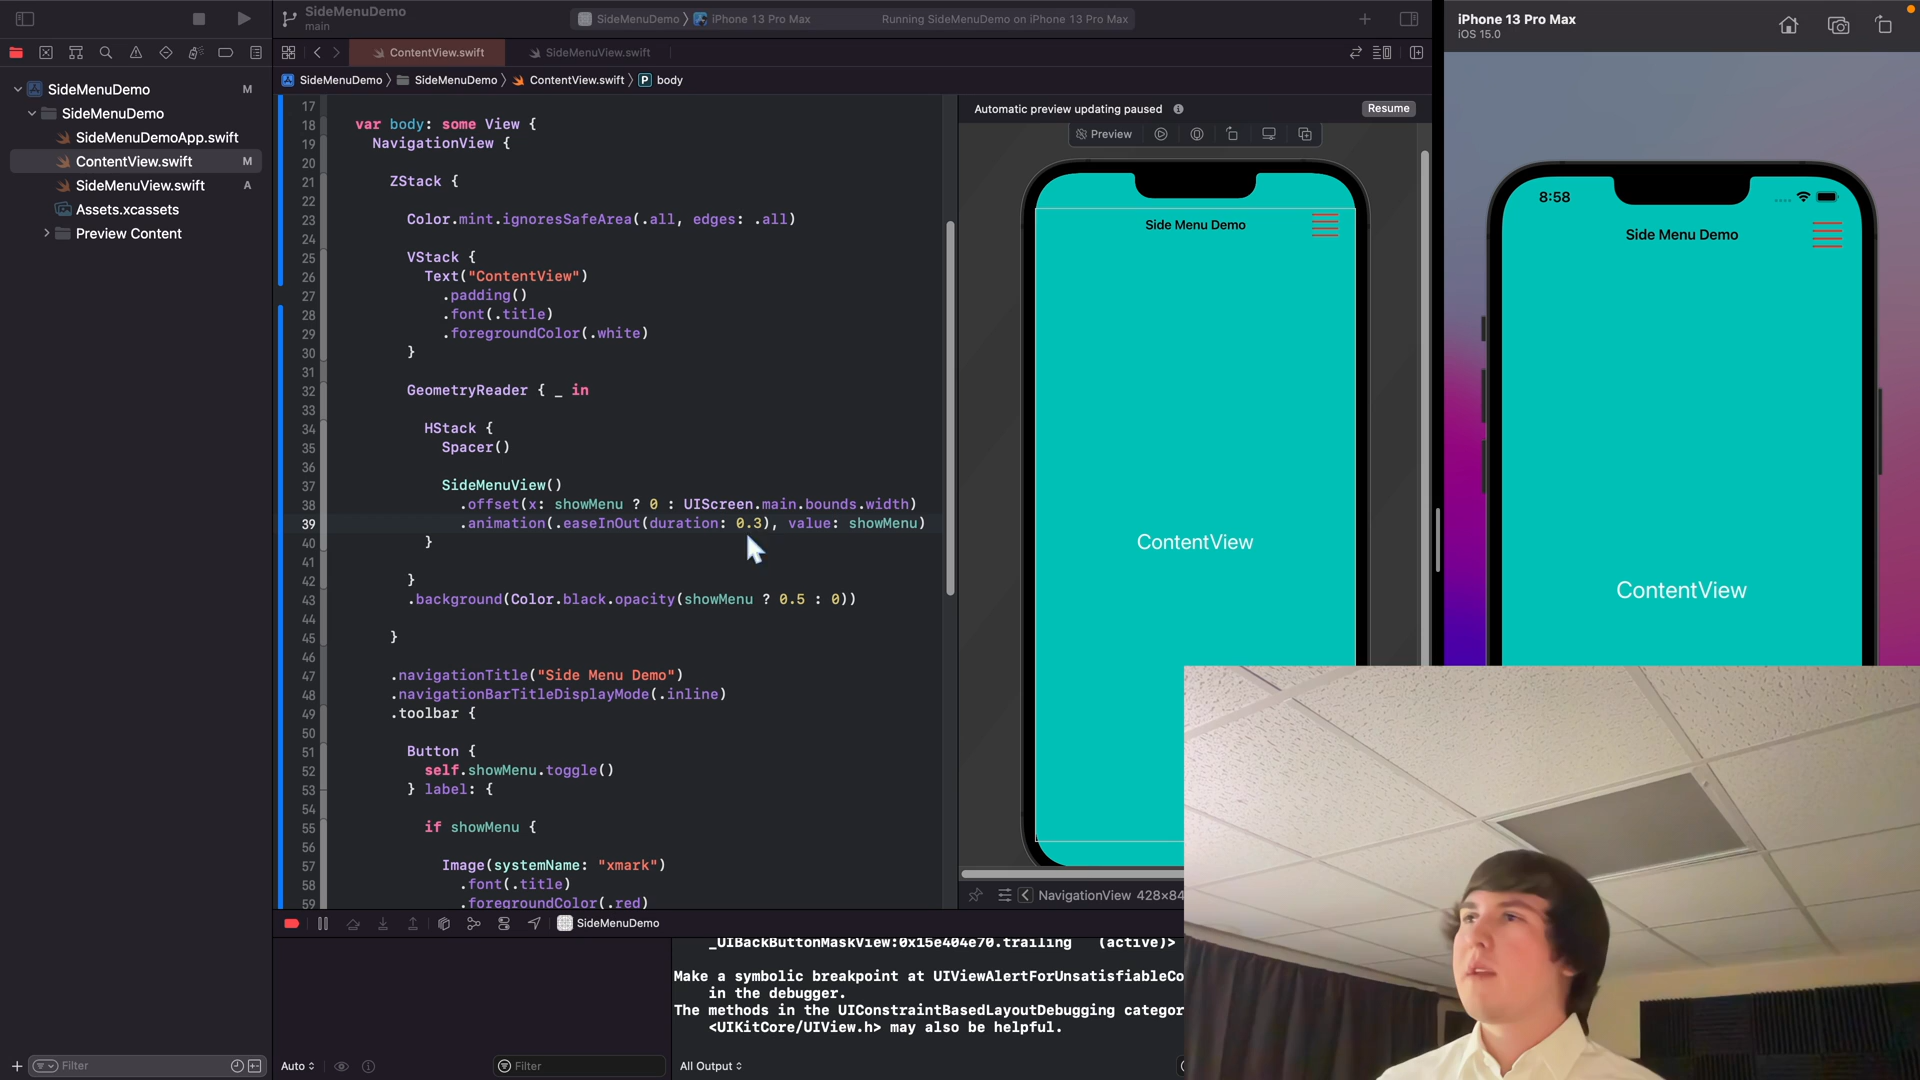 SideMenuDemo
main
SideMenuDemo
iPhone 13 Pro Max
Running SideMenuDemo on iPhone 13 Pro Max
iPhone 13 Pro Max
iOS 15.0
ContentView.swift
SideMenuView.swift
SideMenuDemo
SideMenuDemo
ContentView.swift
P
body
SideMenuDemo
M
SideMenuDemo
SideMenuDemoApp.swift
ContentView.swift
M
SideMenuView.swift
A
Assets.xcassets
Preview Content
17
18 var body: some View {
19 NavigationView {
20
21 ZStack {
22
23 Color.mint.ignoresSafeArea(.all, edges: .all)
24
25 VStack {
26 Text("ContentView")
27 .padding()
28 .font(.title)
29 .foregroundColor(.white)
30 }
31
32 GeometryReader { _ in
33
34 HStack {
35 Spacer()
36
37 SideMenuView()
38 .offset(x: showMenu ? 0 : UIScreen.main.bounds.width)
39 .animation(.easeInOut(duration: 0.3), value: showMenu)
40 }
41
42 }
43 .background(Color.black.opacity(showMenu ? 0.5 : 0))
44
45 }
46
47 .navigationTitle("Side Menu Demo")
48 .navigationBarTitleDisplayMode(.inline)
49 .toolbar {
50
51 Button {
52 self.showMenu.toggle()
53 } label: {
54
55 if showMenu {
56
57 Image(systemName: "xmark")
58 .font(.title)
59 .foregroundColor(.red)
Automatic preview updating paused
Resume
Preview
Side Menu Demo
ContentView
NavigationView 428×84
8:58
Side Menu Demo
ContentView
SideMenuDemo
_UIBackButtonMaskView:0x15e404e70.trailing (active)>
Make a symbolic breakpoint at UIViewAlertForUnsatisfiableCo
in the debugger.
The methods in the UIConstraintBasedLayoutDebugging categor
<UIKitCore/UIView.h> may also be helpful.
Filter
Auto
Filter
All Output